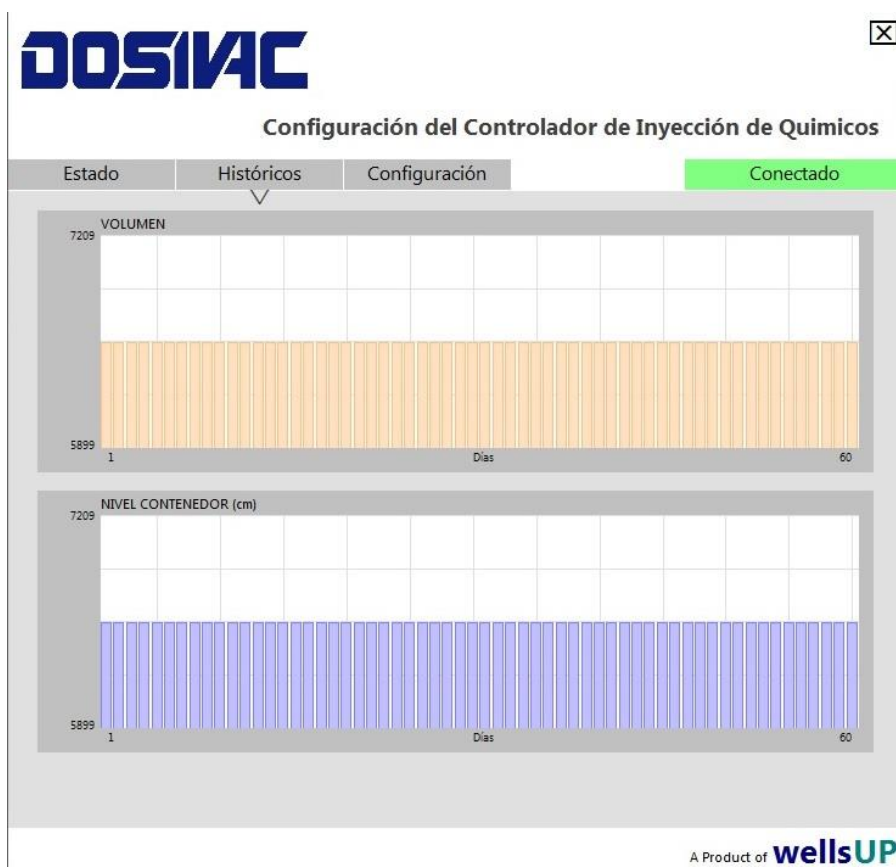 DOSIVAC
Configuración del Controlador de Inyección de Quimicos
Estado Históricos Configuración Conectado
VOLUMEN
7209
5899
1 Días 60
NIVEL CONTENEDOR (cm)
7209
5899
1 Días 60
A Product of wellsUP